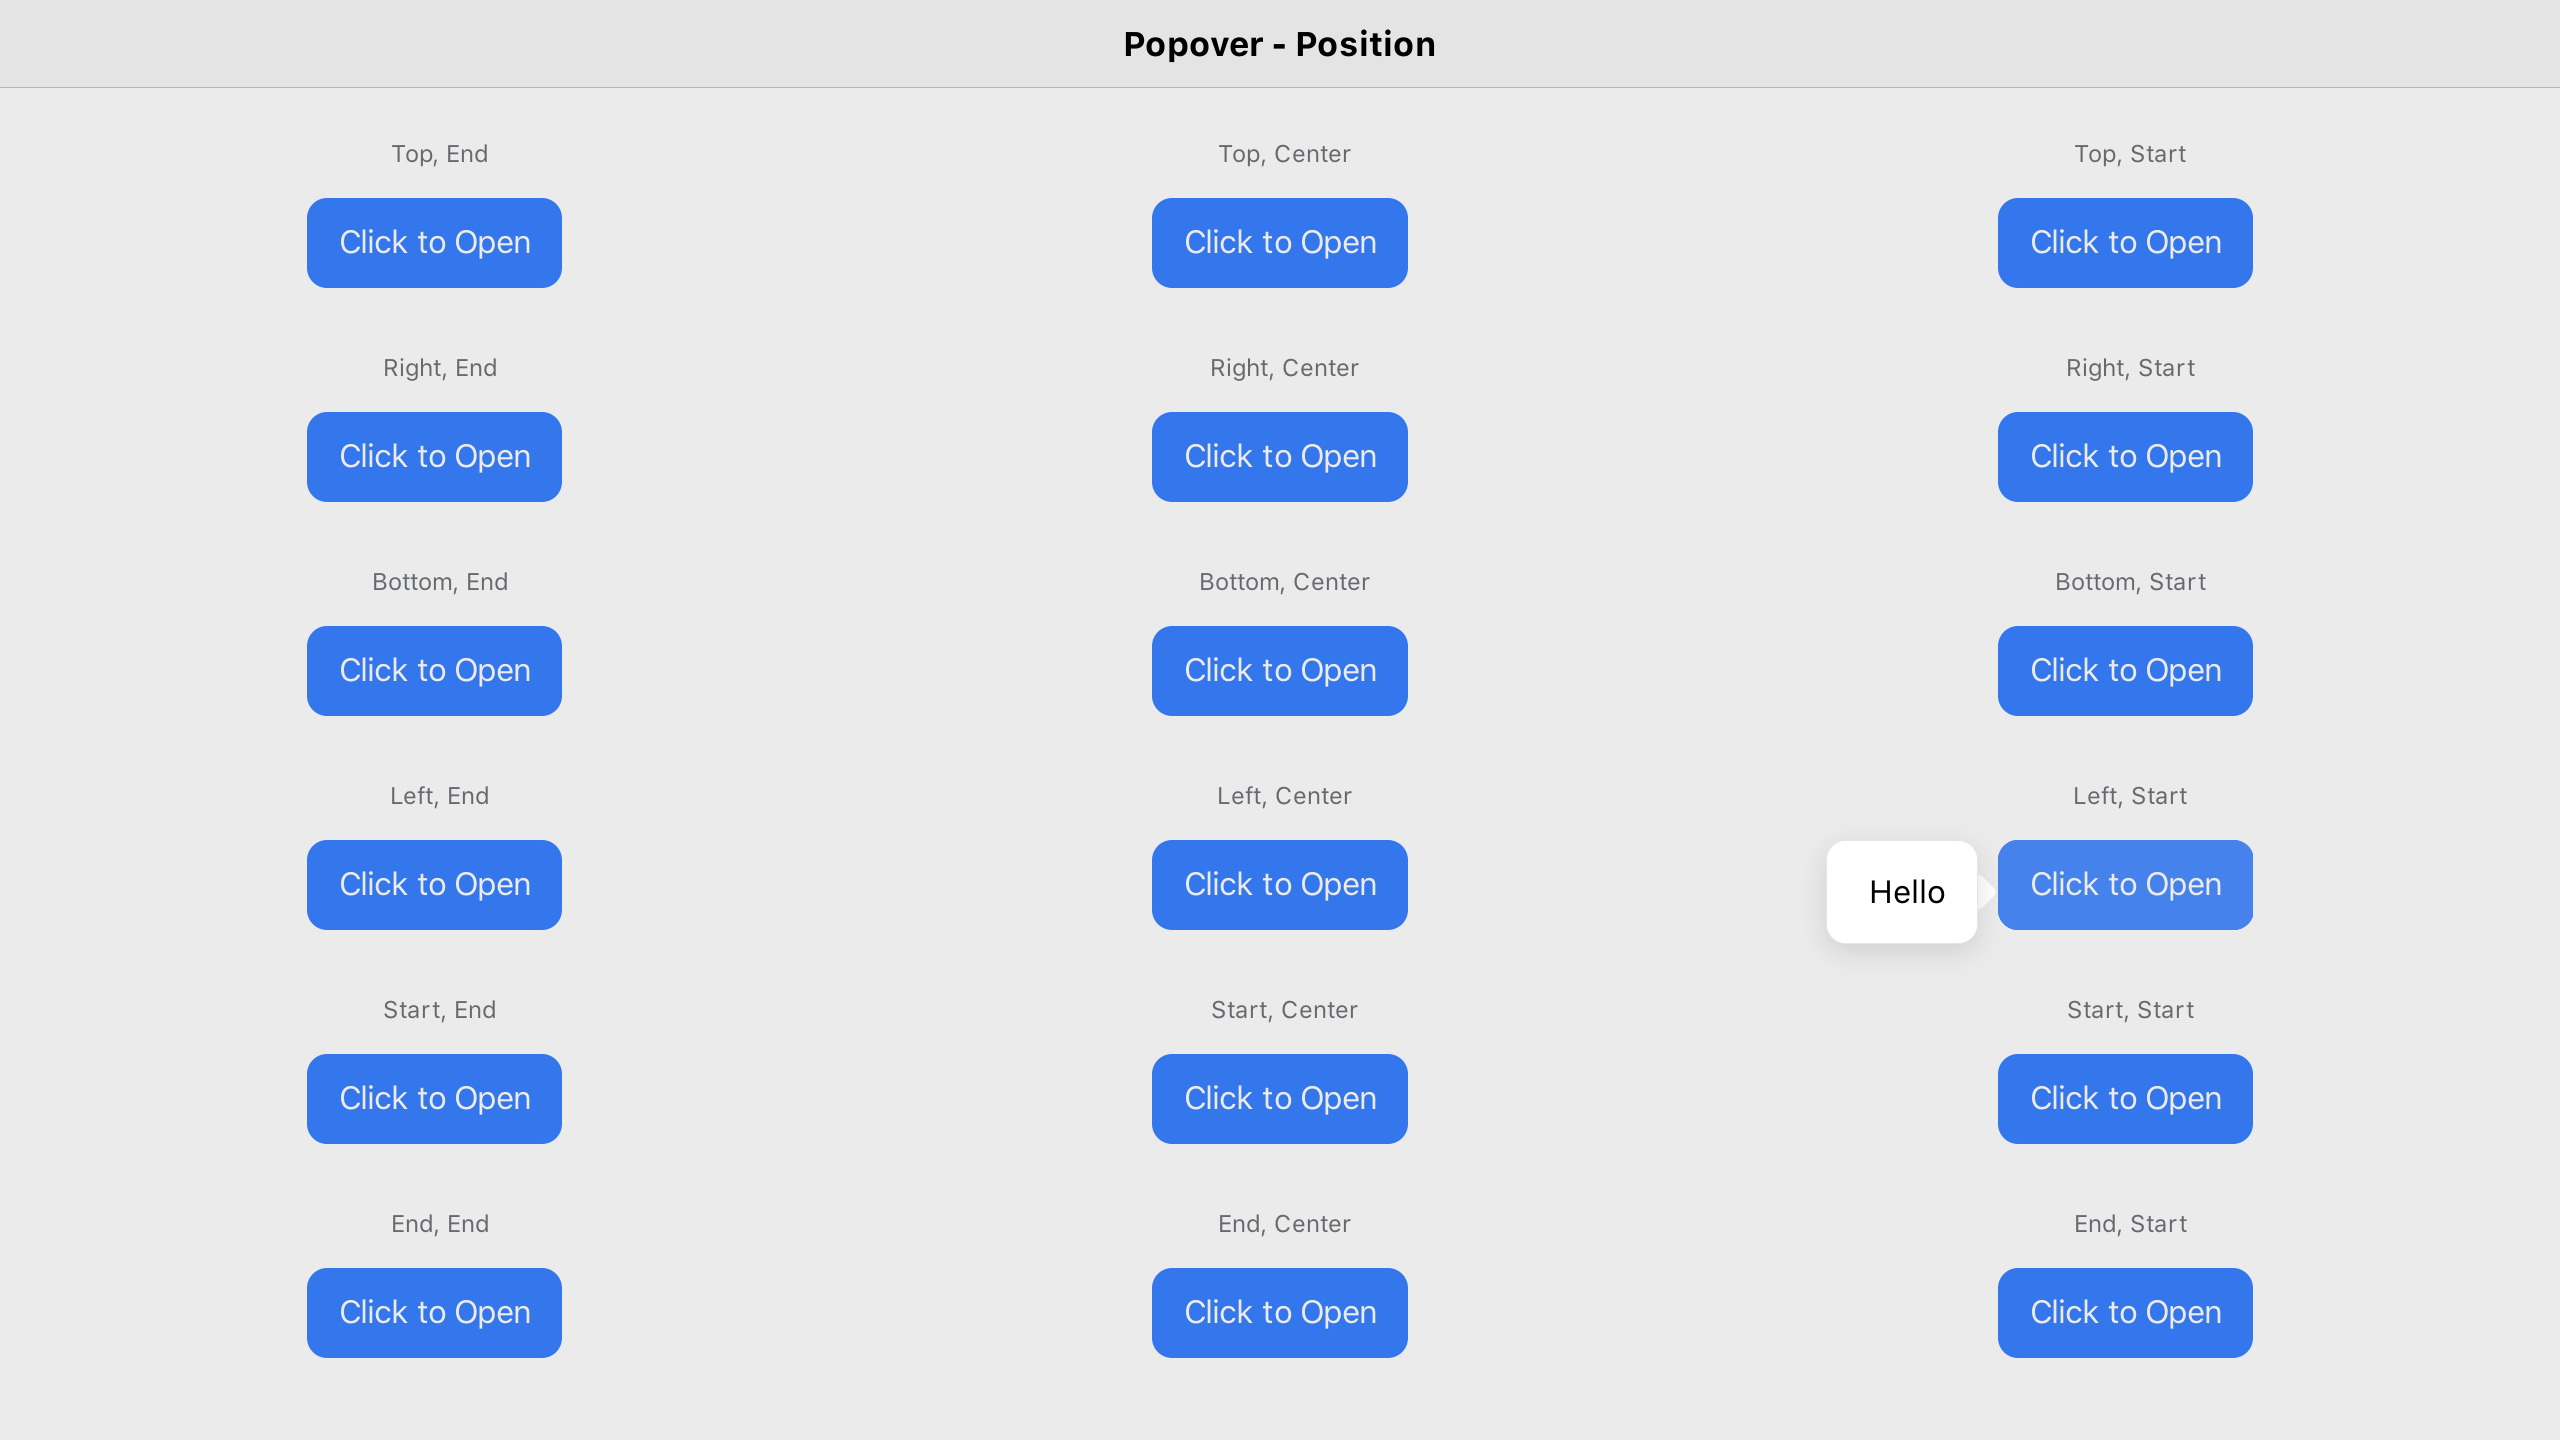 Popover - Position
Top, End
Top, Center
Top, Start
Click to Open
Click to Open
Click to Open
Right, End
Right, Center
Right, Start
Click to Open
Click to Open
Click to Open
Bottom, End
Bottom, Center
Bottom, Start
Click to Open
Click to Open
Click to Open
Left, End
Left, Center
Left, Start
Click to Open
Click to Open
Hello
Click to Open
Start, End
Start, Center
Start, Start
Click to Open
Click to Open
Click to Open
End, End
End, Center
End, Start
Click to Open
Click to Open
Click to Open